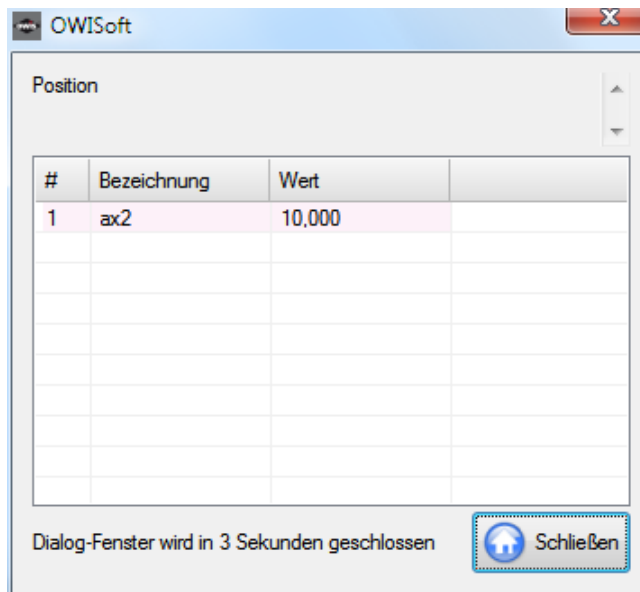 OWISoft
Position
# Bezeichnung Wert
1 ax2 10,000
Dialog-Fenster wird in 3 Sekunden geschlossen
Schließen